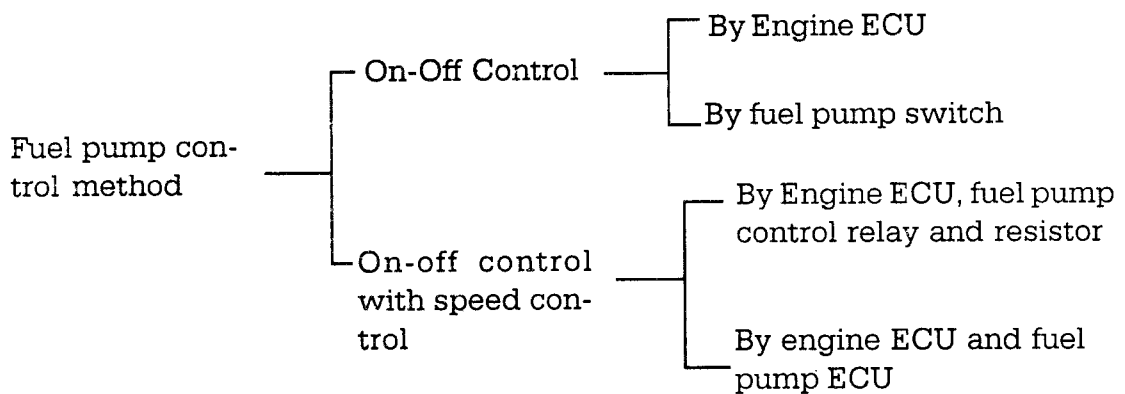 Fuel pump con-
trol method
On-Off Control
By Engine ECU
By fuel pump switch
On-off control
with speed con-
trol
By Engine ECU, fuel pump
control relay and resistor
By engine ECU and fuel
pump ECU